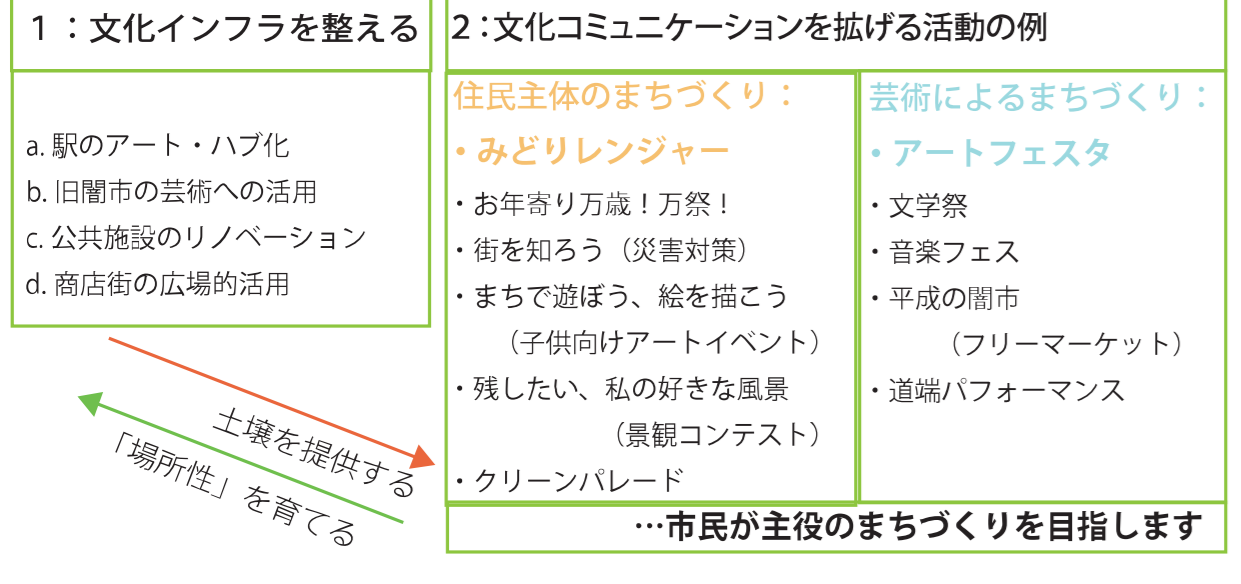 1：文化インフラを整える
a. 駅のアート・ハブ化
b. 旧闇市の芸術への活用
c. 公共施設のリノベーション
d. 商店街の広場的活用
土壌を提供する
「場所性」を育てる
2：文化コミュニケーションを拡げる活動の例
住民主体のまちづくり：
・みどりレンジャー
・お年寄り万歳！万祭！
・街を知ろう（災害対策）
・まちで遊ぼう、絵を描こう
（子供向けアートイベント）
・残したい、私の好きな風景
（景観コンテスト）
・クリーンパレード
芸術によるまちづくり：
・アートフェスタ
・文学祭
・音楽フェス
・平成の闇市
（フリーマーケット）
・道端パフォーマンス
…市民が主役のまちづくりを目指します